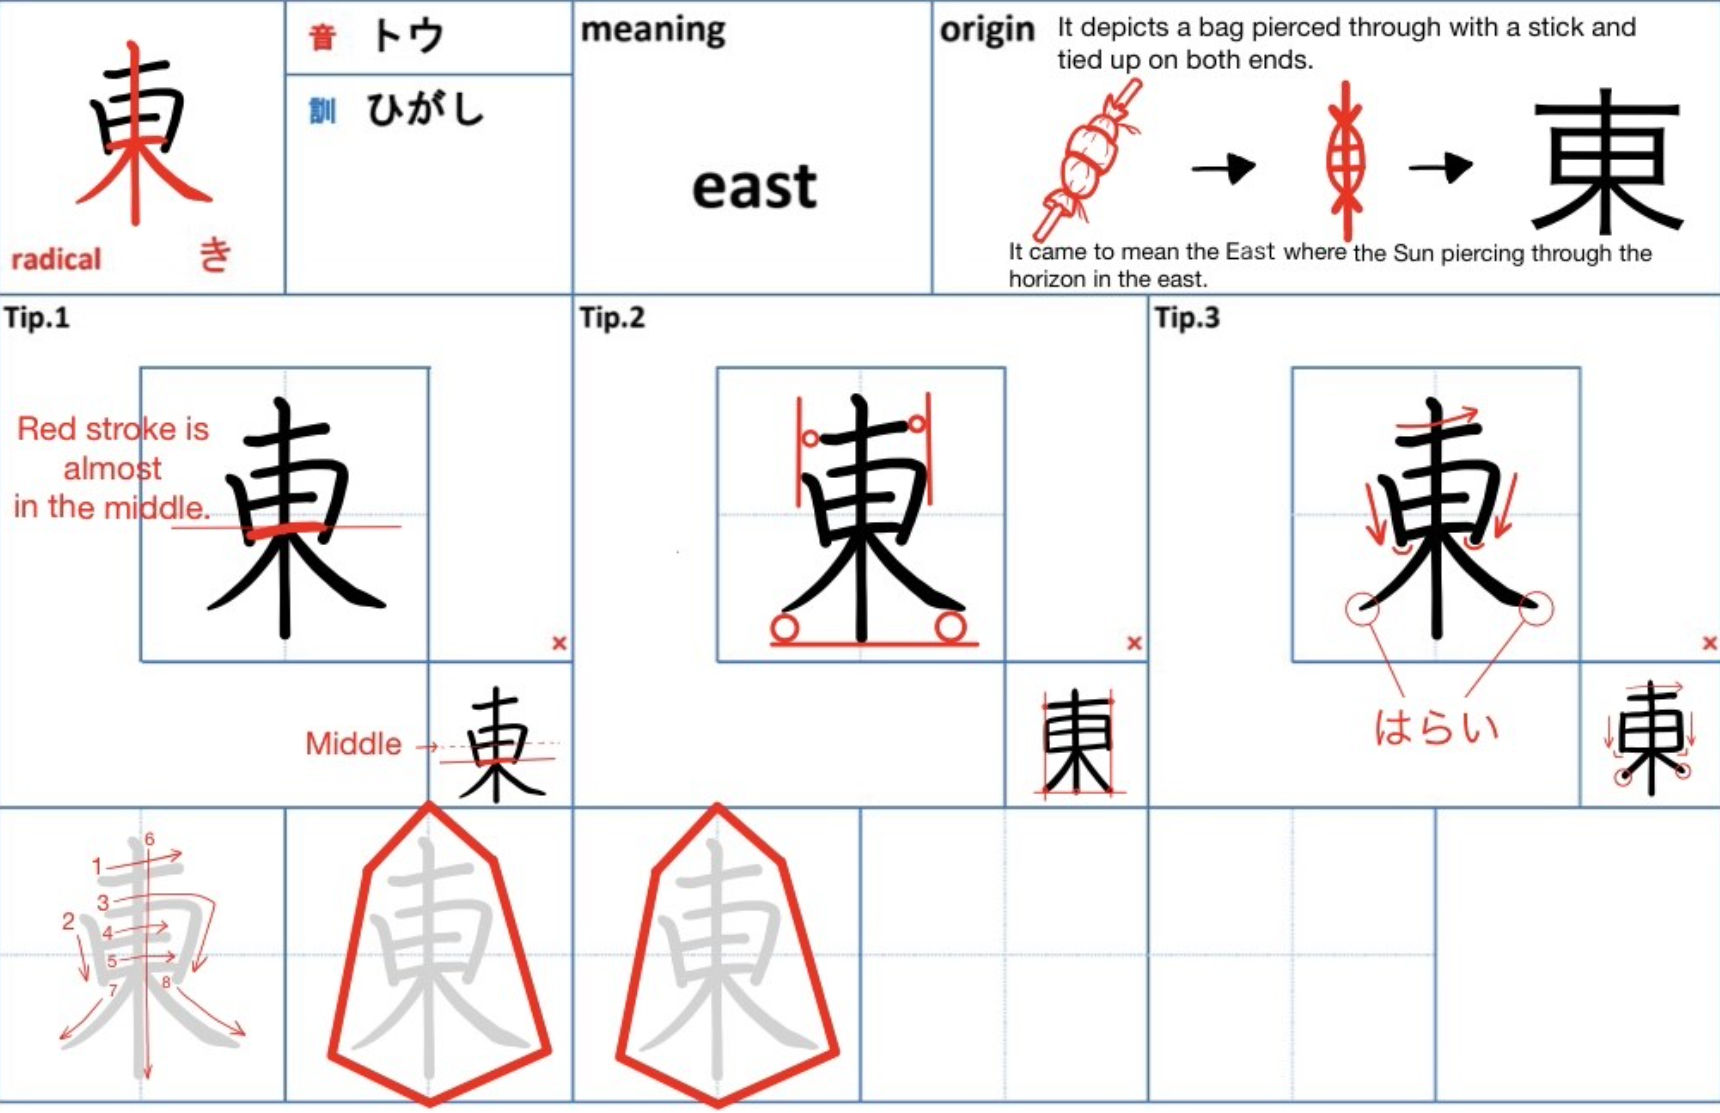 東
radical き
音 トウ
訓 ひがし
meaning
east
origin
It depicts a bag pierced through with a stick and
tied up on both ends.
東
It came to mean the East where the Sun piercing through the
horizon in the east.
Tip.1
Red stroke is
almost
in the middle.
東
×
Middle
東
Tip.2
東
×
東
Tip.3
東
×
はらい
東
東
1
2
3
4
5
6
7
8
東
東